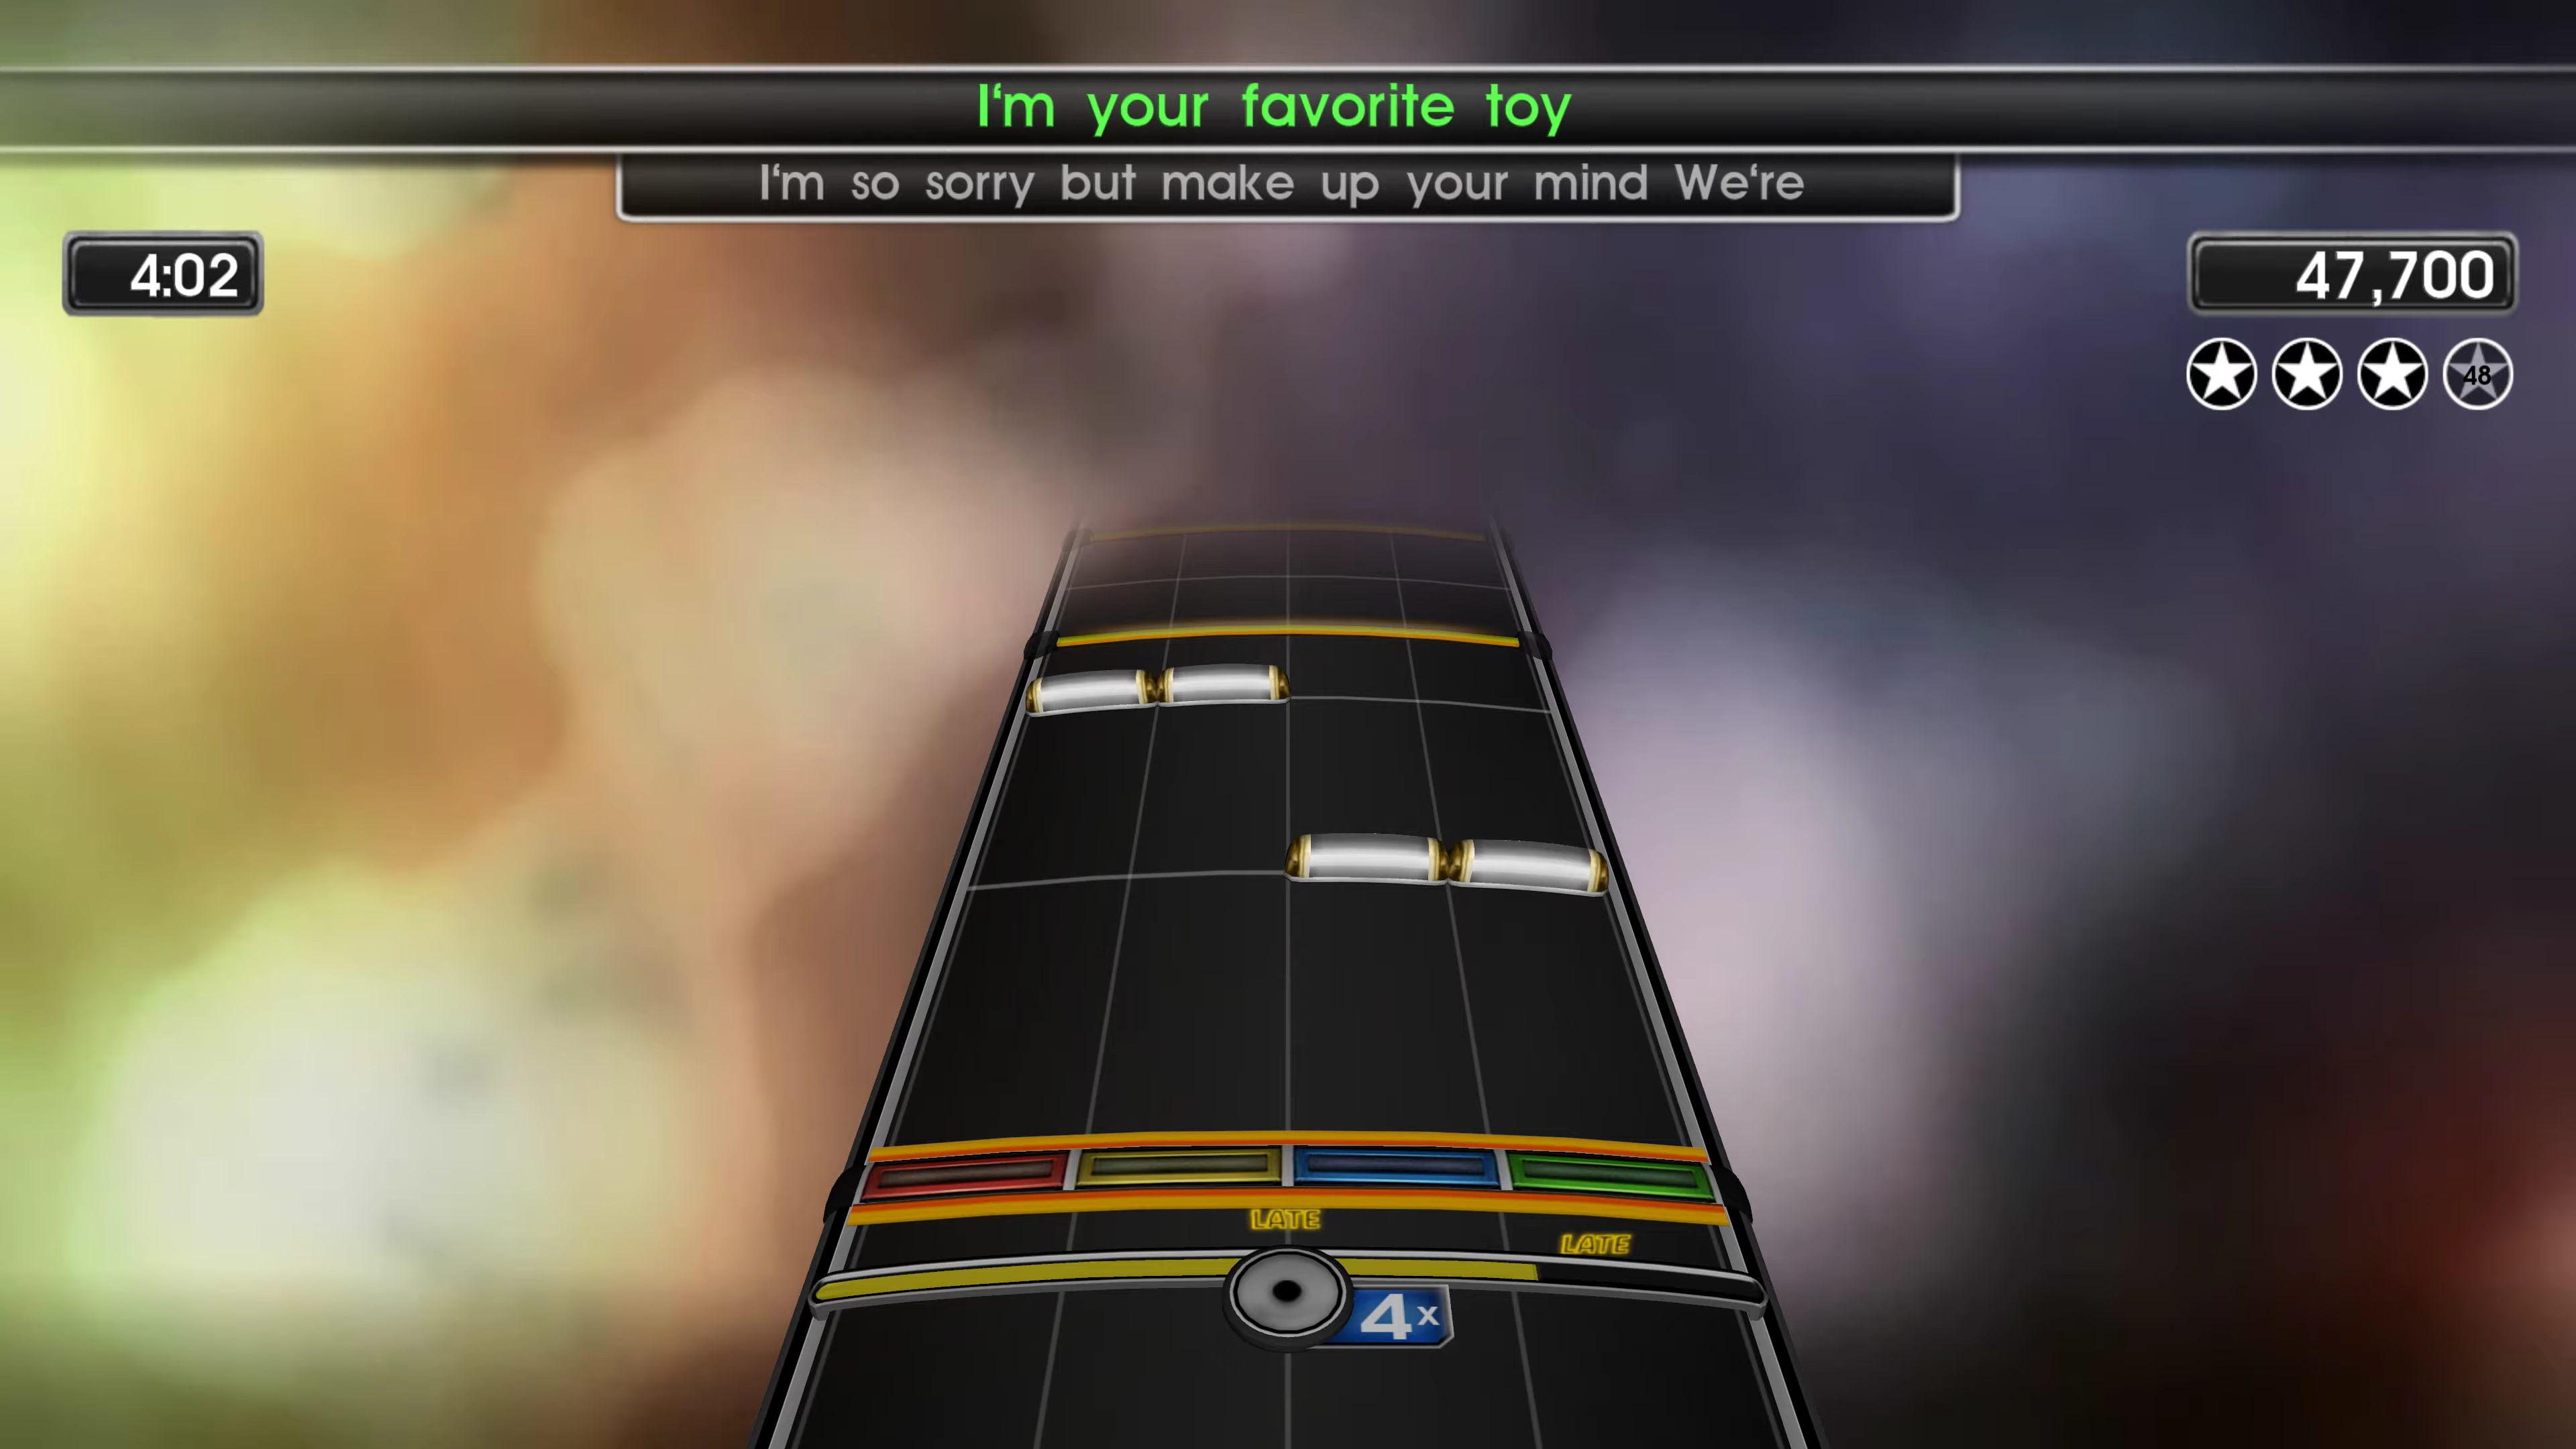 I'm your favorite toy
I'm so sorry but make up your mind We're
4:02
47,700
48
LATE
LATE
4x